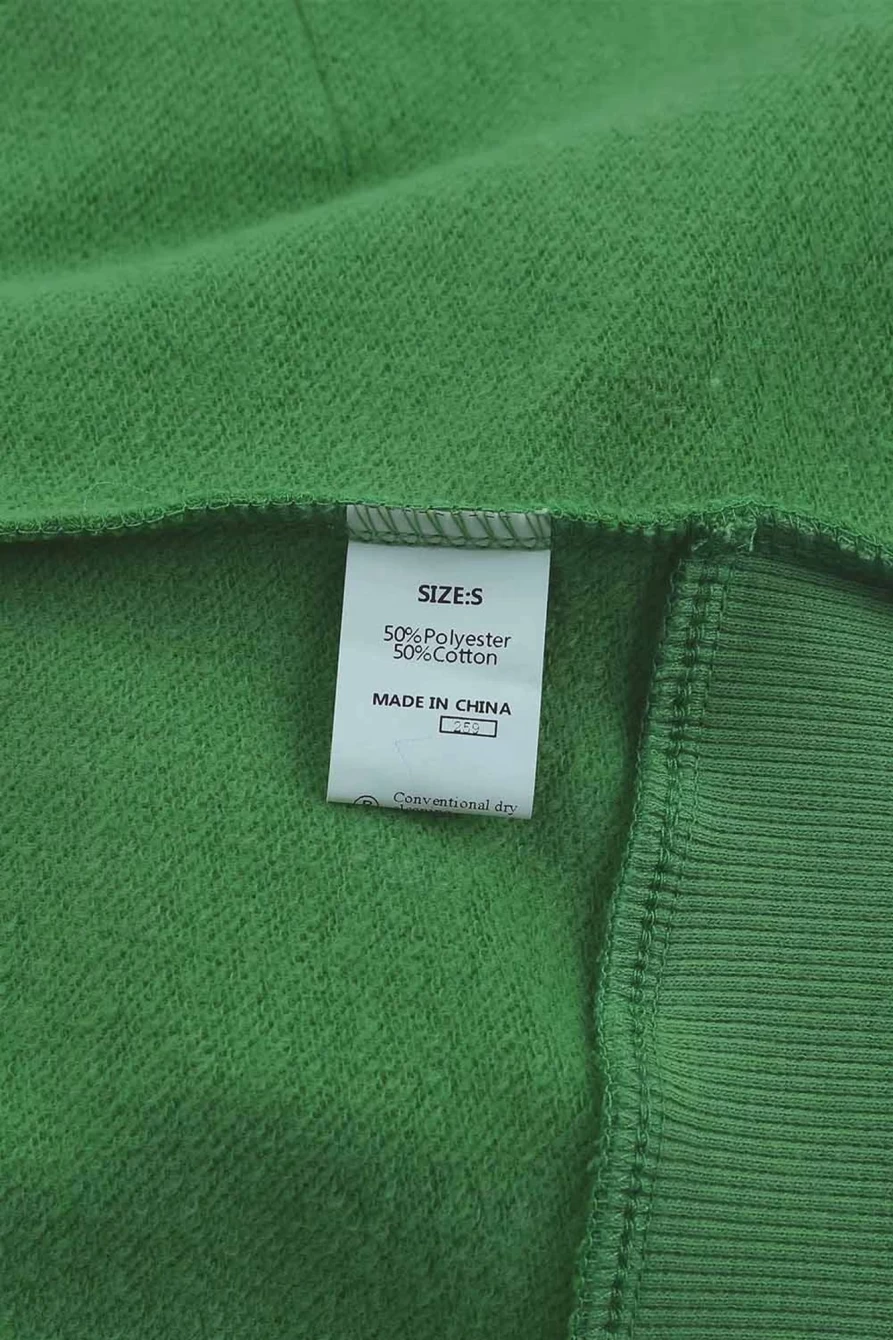 SIZE:S
50%Polyester
50%Cotton
MADE IN CHINA
259
Ⓟ Conventional dry